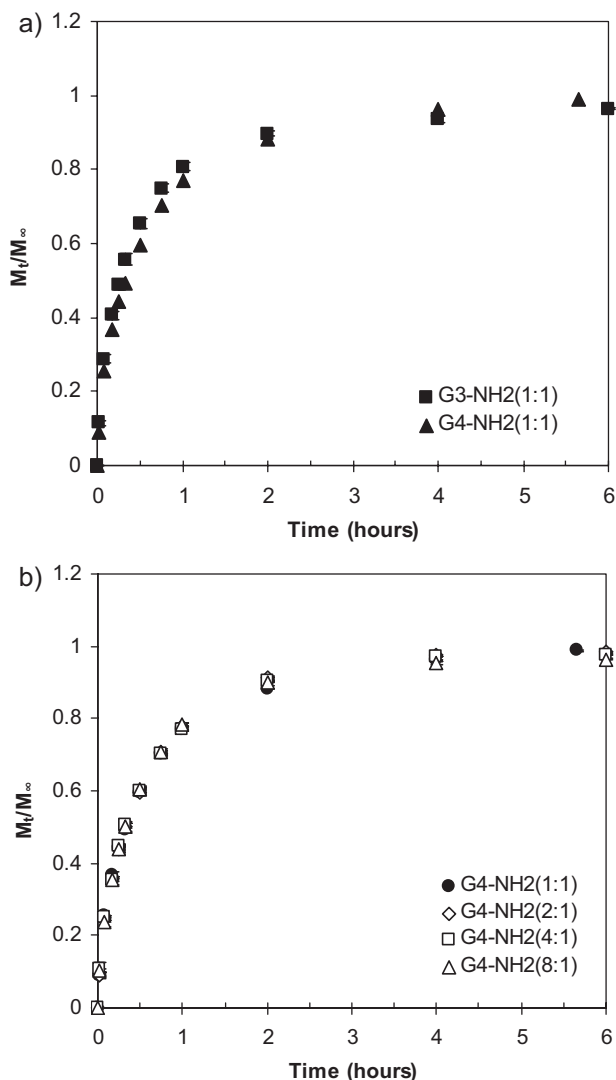 a)
1.2
1
0.8
0.6
0.4
0.2
0
Mt/M∞
G3-NH2(1:1)
G4-NH2(1:1)
0 1 2 3 4 5 6
Time (hours)
b)
1.2
1
0.8
0.6
0.4
0.2
0
Mt/M∞
G4-NH2(1:1)
G4-NH2(2:1)
G4-NH2(4:1)
G4-NH2(8:1)
0 1 2 3 4 5 6
Time (hours)